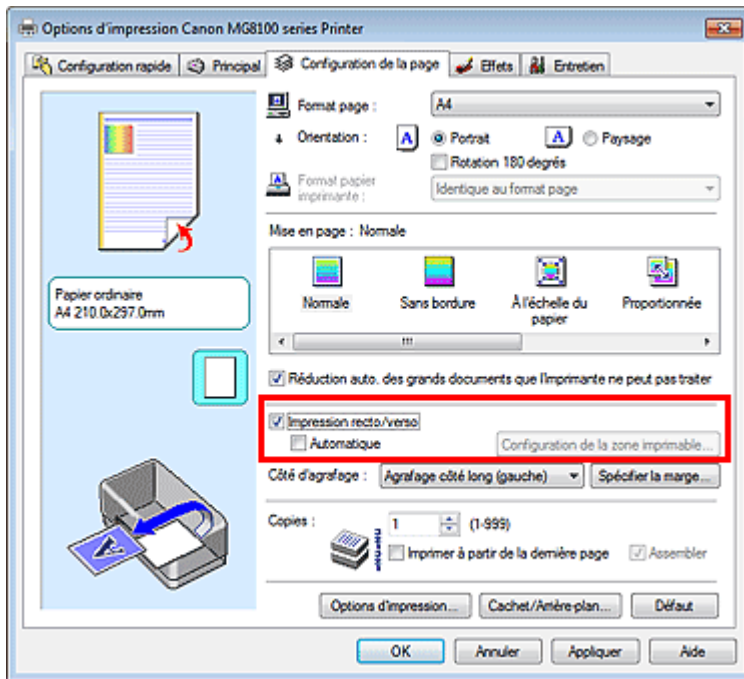 Options d'impression Canon MG8100 series Printer
Configuration rapide Principal Configuration de la page Effets Entretien
Format page : A4
Orientation : A Portrait A Paysage
Rotation 180 degrés
Format papier
imprimante : Identique au format page
Mise en page : Normale
Normale Sans bordure À l'échelle du
papier Proportionnée
Papier ordinaire
A4 210.0x297.0mm
Réduction auto. des grands documents que l'imprimante ne peut pas traiter
Impression recto/verso
Automatique Configuration de la zone imprimable...
Côté d'agrafage : Agrafage côté long (gauche) Spécifier la marge...
Copies : 1 (1-999)
Imprimer à partir de la dernière page Assembler
Options d'impression... Cachet/Arrière-plan... Défaut
OK Annuler Appliquer Aide